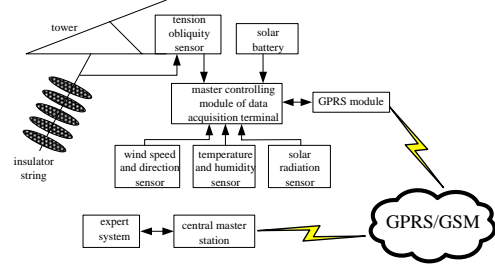 tower
tension
obliquity
sensor
solar
battery
master controlling
module of data
acquisition terminal
GPRS module
insulator
string
wind speed
and direction
sensor
temperature
and humidity
sensor
solar
radiation
sensor
GPRS/GSM
expert
system
central master
station